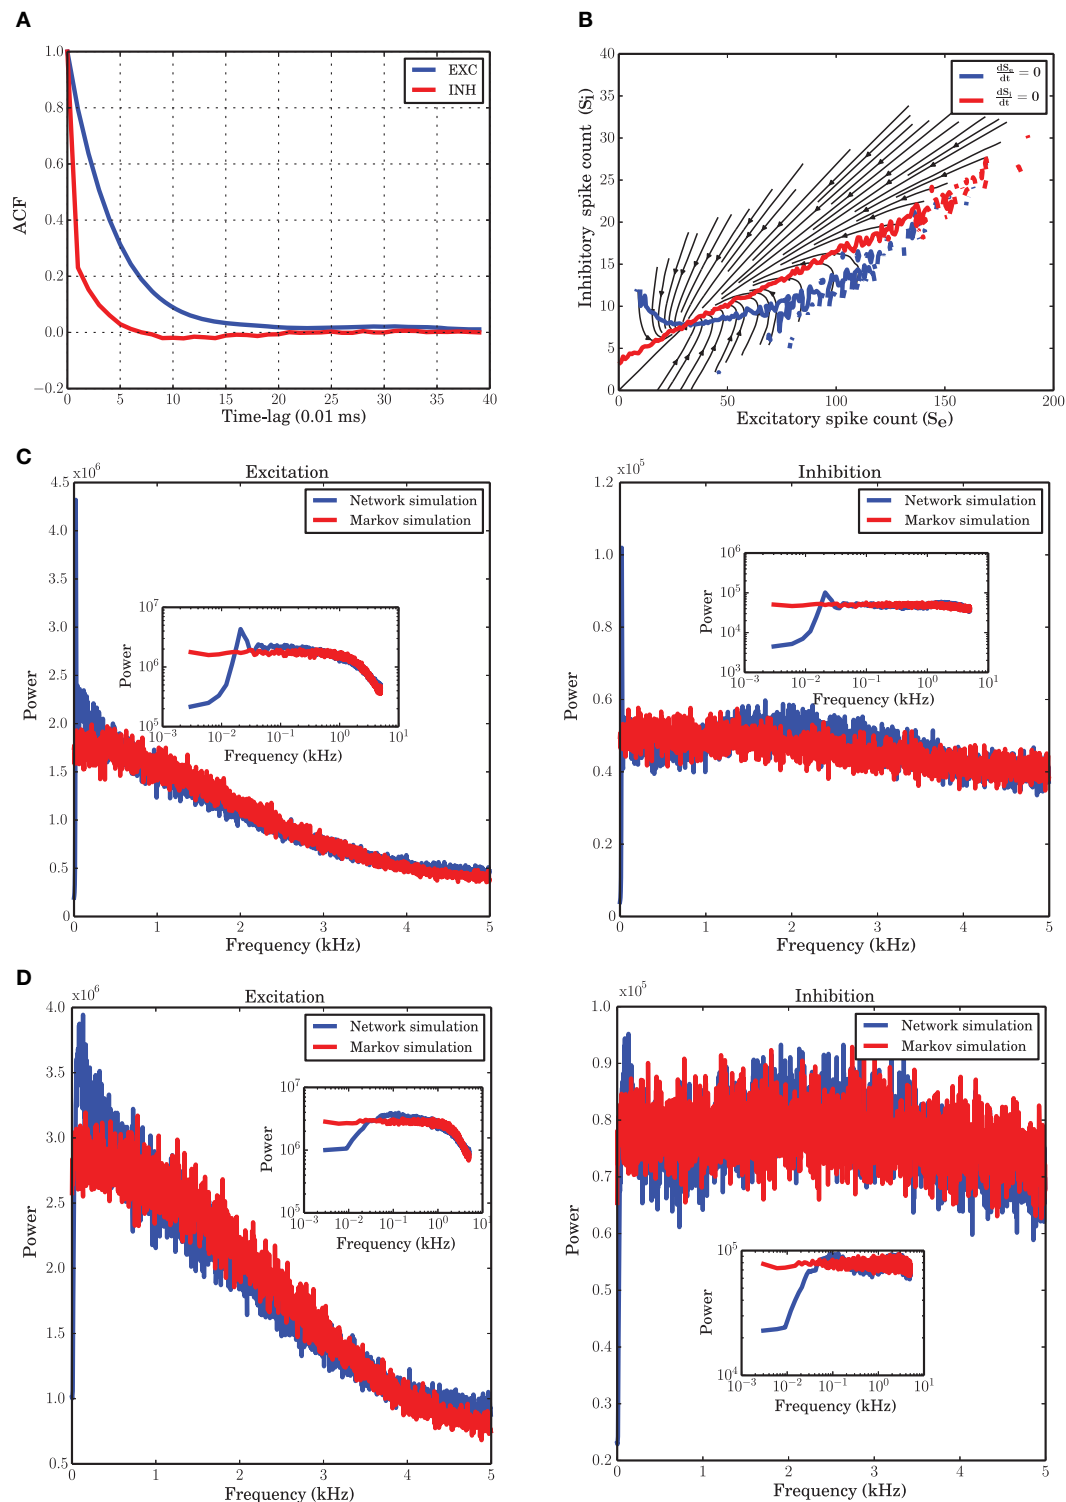 A
1.0
0.8
0.6
0.4
0.2
0.0
−0.2
ACF
0 5 10 15 20 25 30 35 40
Time-lag (0.01 ms)
EXC
INH
B
40
35
30
25
20
15
10
5
0
Inhibitory spike count (Si)
0 50 100 150 200
Excitatory spike count (Se)
dSe/dt = 0
dSi/dt = 0
C
x10^6
Excitation
4.5
4.0
3.5
3.0
2.5
2.0
1.5
1.0
0.5
0
Power
0 1 2 3 4 5
Frequency (kHz)
Network simulation
Markov simulation
10^7
10^6
10^5
Power
10^−3 10^−2 10^−1 10^0 10^1
Frequency (kHz)
x10^5
Inhibition
1.2
1.0
0.8
0.6
0.4
0.2
0
Power
0 1 2 3 4 5
Frequency (kHz)
Network simulation
Markov simulation
10^6
10^5
10^4
10^3
Power
10^−3 10^−2 10^−1 10^0 10^1
Frequency (kHz)
D
x10^6
Excitation
4.0
3.5
3.0
2.5
2.0
1.5
1.0
0.5
Power
0 1 2 3 4 5
Frequency (kHz)
Network simulation
Markov simulation
10^7
10^6
10^5
Power
10^−3 10^−2 10^−1 10^0 10^1
Frequency (kHz)
x10^5
Inhibition
1.0
0.9
0.8
0.7
0.6
0.5
0.4
0.3
0.2
Power
0 1 2 3 4 5
Frequency (kHz)
Network simulation
Markov simulation
10^5
10^4
Power
10^−3 10^−2 10^−1 10^0 10^1
Frequency (kHz)